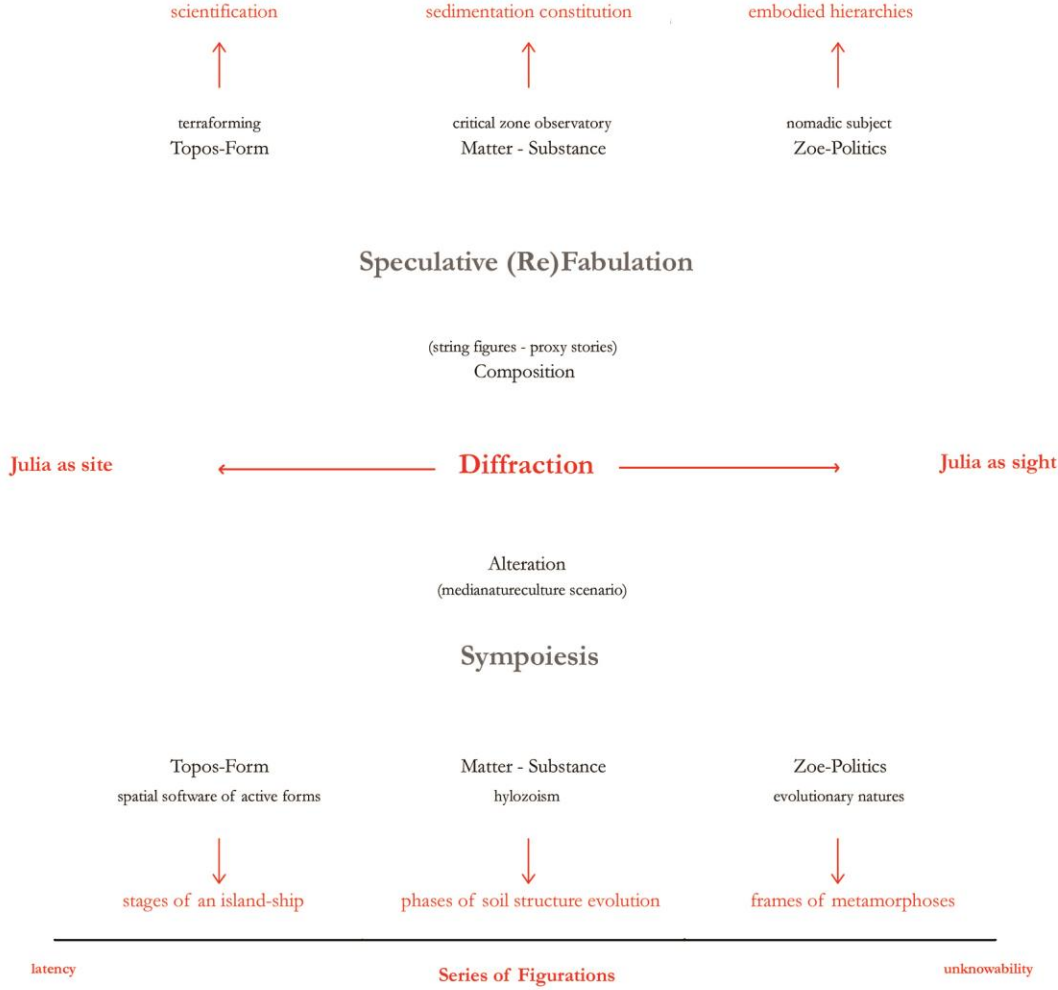 scientification
sedimentation constitution
embodied hierarchies
terraforming
critical zone observatory
nomadic subject
Topos-Form
Matter - Substance
Zoe-Politics
Speculative (Re)Fabulation
(string figures - proxy stories)
Composition
Julia as site
Diffraction
Julia as sight
Alteration
(medianatureculture scenario)
Sympoiesis
Topos-Form
Matter - Substance
Zoe-Politics
spatial software of active forms
hylozoism
evolutionary natures
stages of an island-ship
phases of soil structure evolution
frames of metamorphoses
latency
Series of Figurations
unknowability